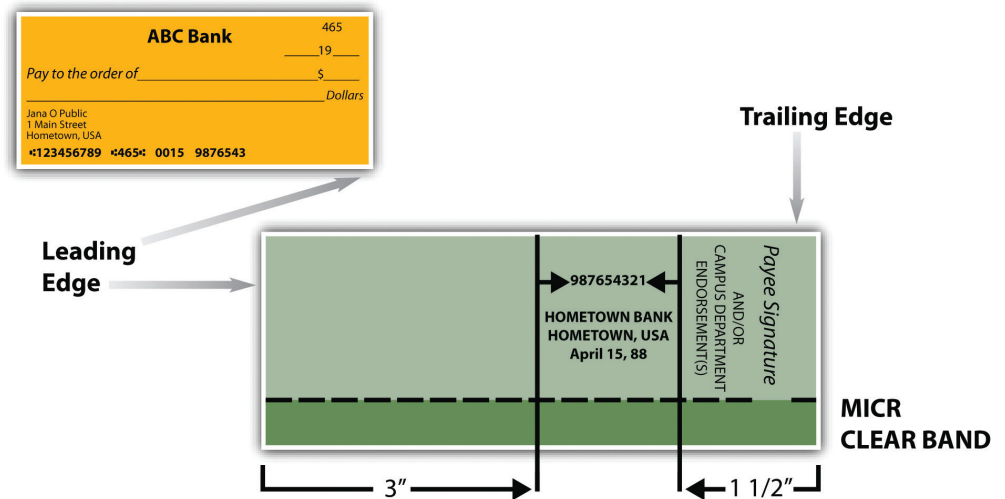 ABC Bank
465
19
Pay to the order of
$
Dollars
Jana O Public
1 Main Street
Hometown, USA
⑆123456789 ⑆465⑆ 0015 9876543
Trailing Edge
Leading
Edge
987654321
HOMETOWN BANK
HOMETOWN, USA
April 15, 88
Payee Signature
AND/OR
CAMPUS DEPARTMENT
ENDORSEMENT(S)
MICR
CLEAR BAND
3”
1 1/2”